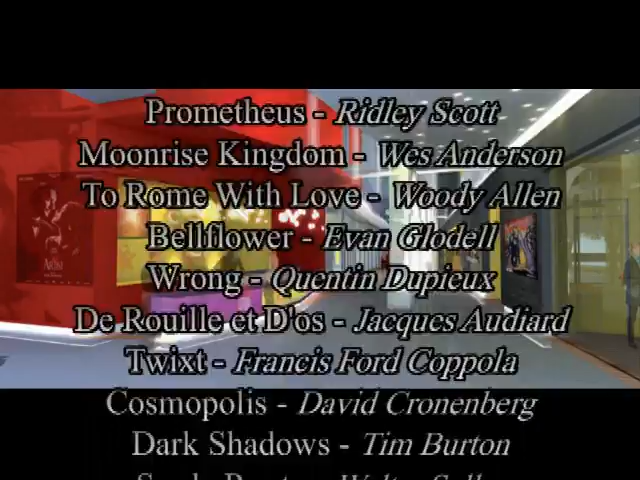 Prometheus - Ridley Scott
Moonrise Kingdom - Wes Anderson
To Rome With Love - Woody Allen
Bellflower - Evan Glodell
Wrong - Quentin Dupieux
De Rouille et D'os - Jacques Audiard
Twixt - Francis Ford Coppola
Cosmopolis - David Cronenberg
Dark Shadows - Tim Burton